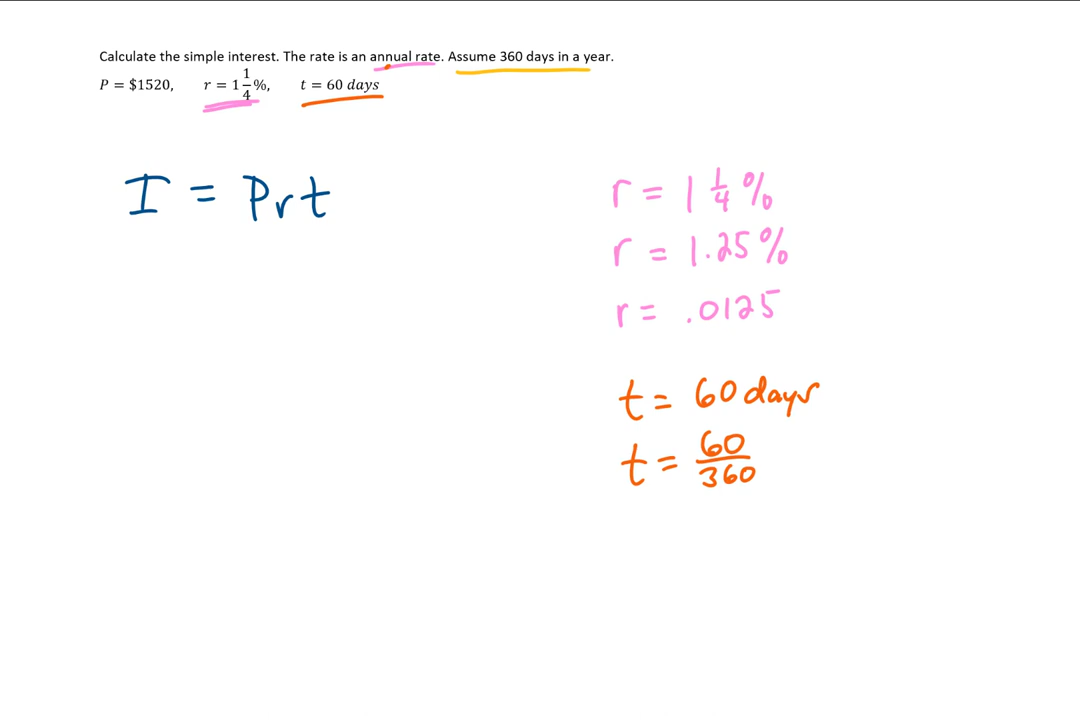 Calculate the simple interest. The rate is an annual rate. Assume 360 days in a year.
P = $1520, r = 1 1/4 %, t = 60 days
I = Prt
r = 1 1/4 %
r = 1.25%
r = .0125
t = 60 days
t = 60/360